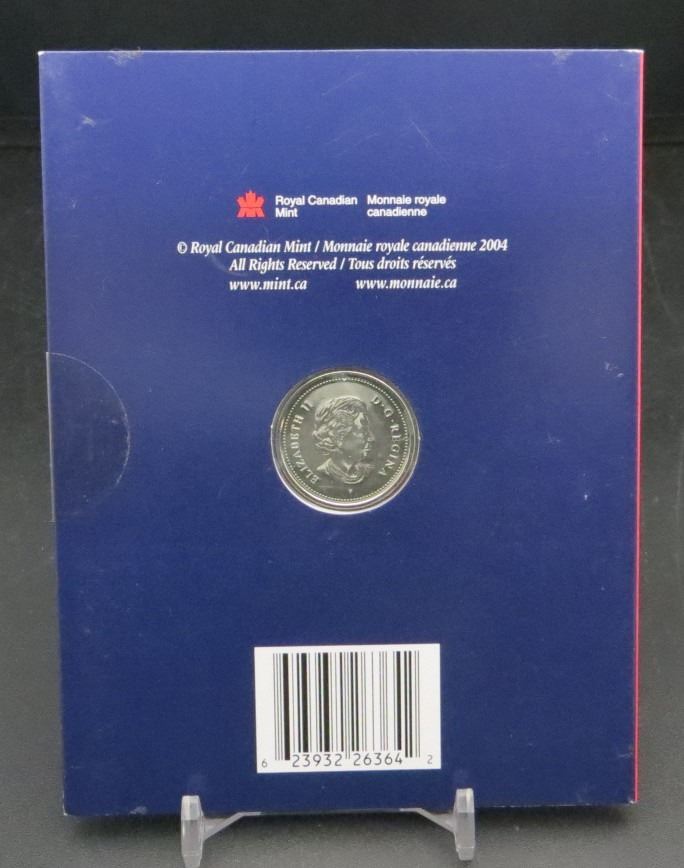 Royal Canadian Mint
Monnaie royale canadienne
© Royal Canadian Mint / Monnaie royale canadienne 2004
All Rights Reserved / Tous droits réservés
www.mint.ca www.monnaie.ca
ELIZABETH II D·G·REGINA
6 23932 26364 2